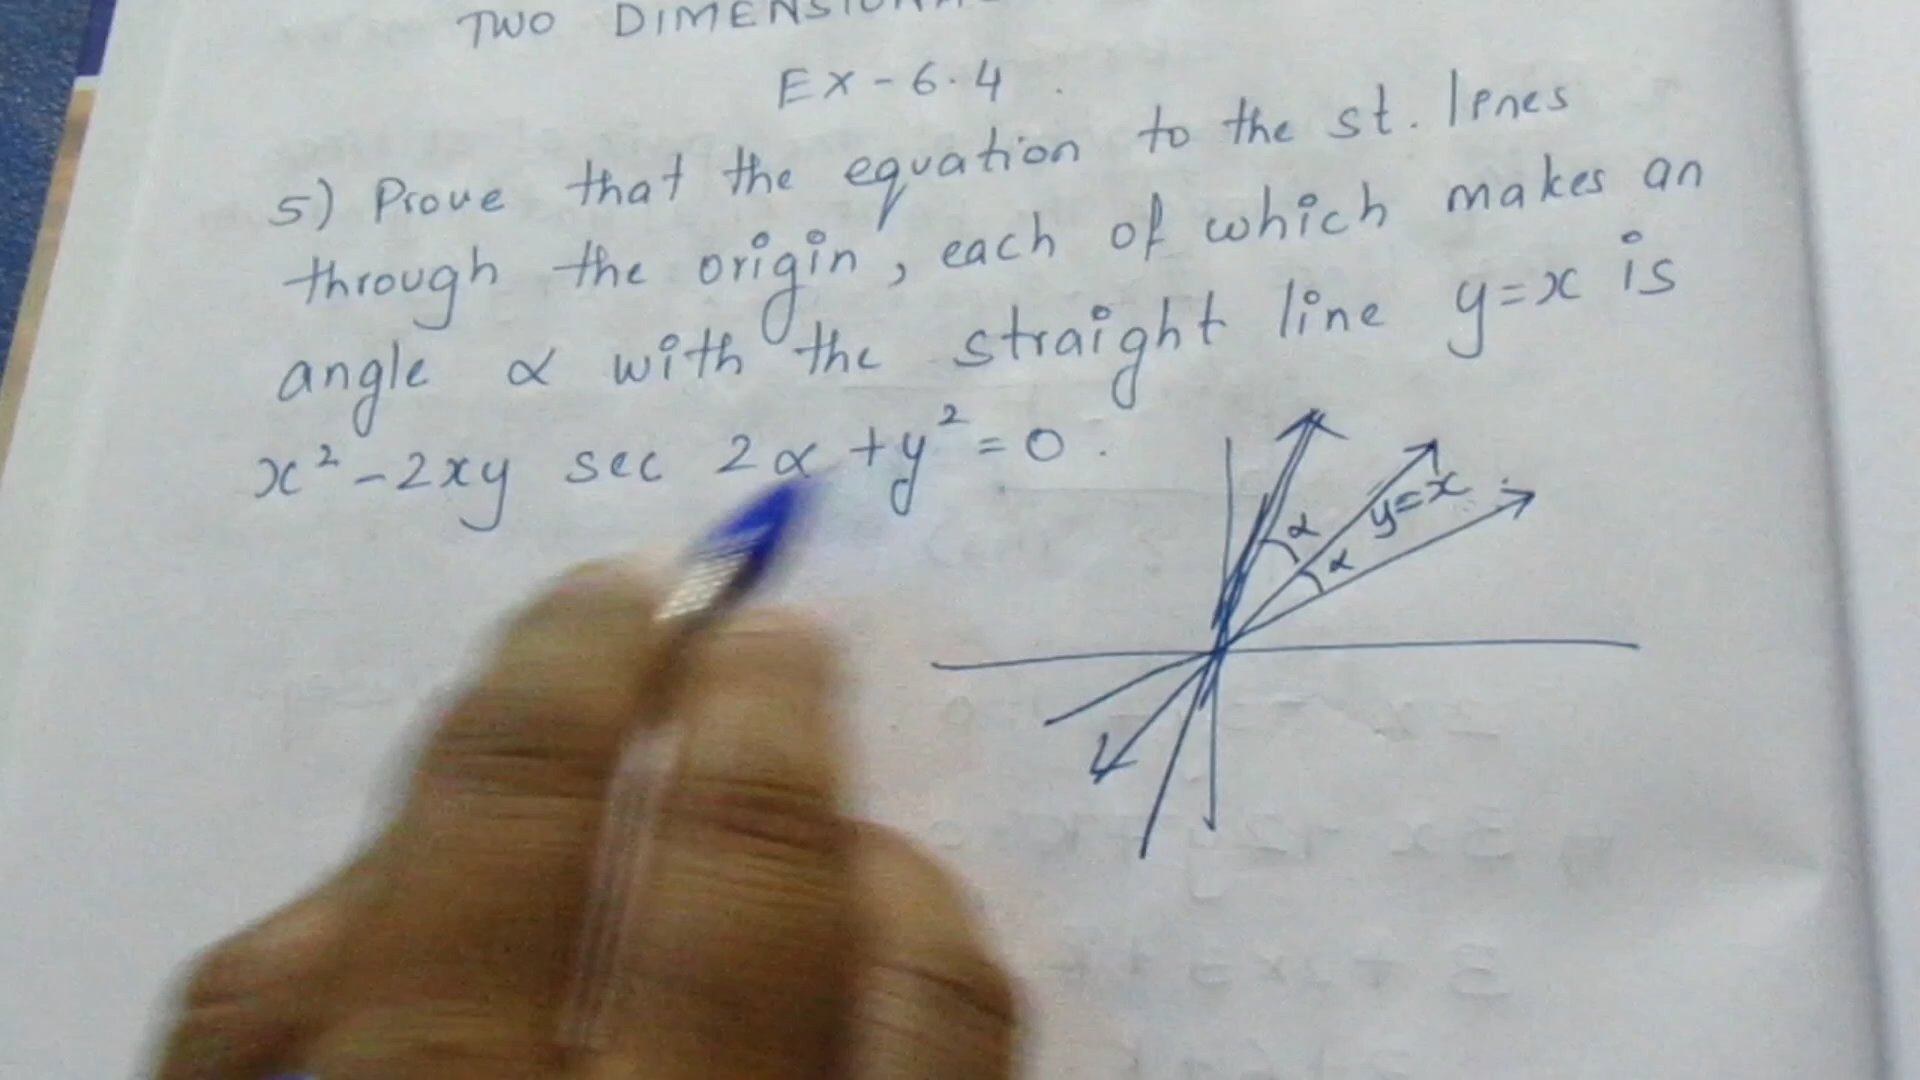 TWO DIMENSIONA
EX - 6.4
5) Prove that the equation to the st. lines
through the origin, each of which makes an
angle α with the straight line y=x is
x² - 2xy sec 2α + y² = 0.
α
y=x
α